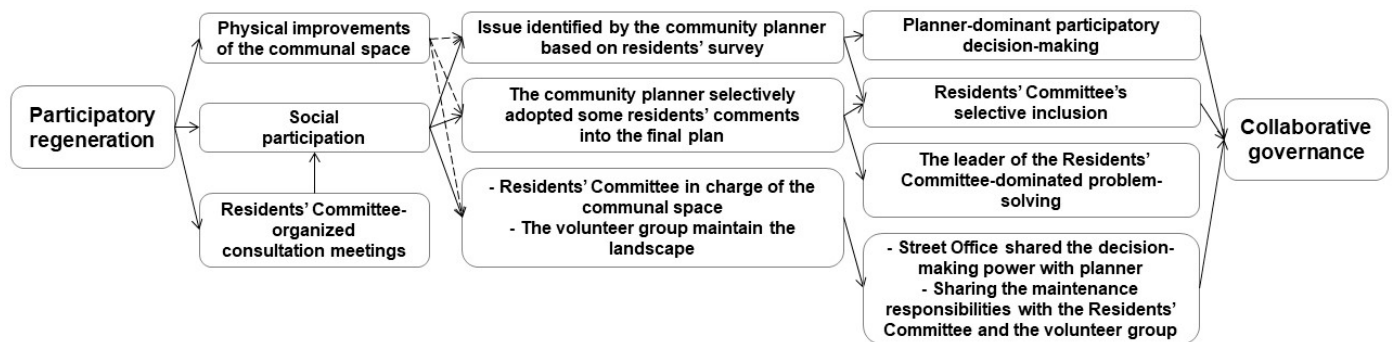 Participatory
regeneration
Physical improvements
of the communal space
Social
participation
Residents' Committee-
organized
consultation meetings
Issue identified by the community planner
based on residents' survey
The community planner selectively
adopted some residents' comments
into the final plan
- Residents' Committee in charge of the
communal space
- The volunteer group maintain the
landscape
Planner-dominant participatory
decision-making
Residents' Committee's
selective inclusion
The leader of the Residents'
Committee-dominated problem-
solving
- Street Office shared the decision-
making power with planner
- Sharing the maintenance
responsibilities with the Residents'
Committee and the volunteer group
Collaborative
governance